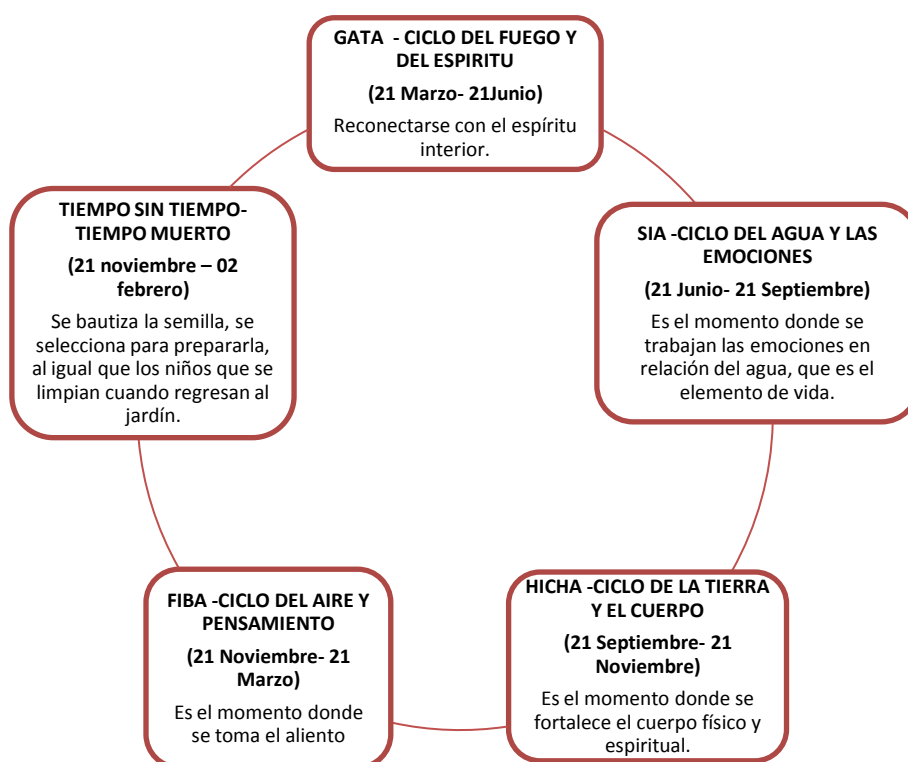 GATA - CICLO DEL FUEGO Y
DEL ESPIRITU
(21 Marzo- 21Junio)
Reconectarse con el espíritu
interior.
SIA -CICLO DEL AGUA Y LAS
EMOCIONES
(21 Junio- 21 Septiembre)
Es el momento donde se
trabajan las emociones en
relación del agua, que es el
elemento de vida.
HICHA -CICLO DE LA TIERRA
Y EL CUERPO
(21 Septiembre- 21
Noviembre)
Es el momento donde se
fortalece el cuerpo físico y
espiritual.
FIBA -CICLO DEL AIRE Y
PENSAMIENTO
(21 Noviembre- 21
Marzo)
Es el momento donde
se toma el aliento
TIEMPO SIN TIEMPO-
TIEMPO MUERTO
(21 noviembre – 02
febrero)
Se bautiza la semilla, se
selecciona para prepararla,
al igual que los niños que se
limpian cuando regresan al
jardín.